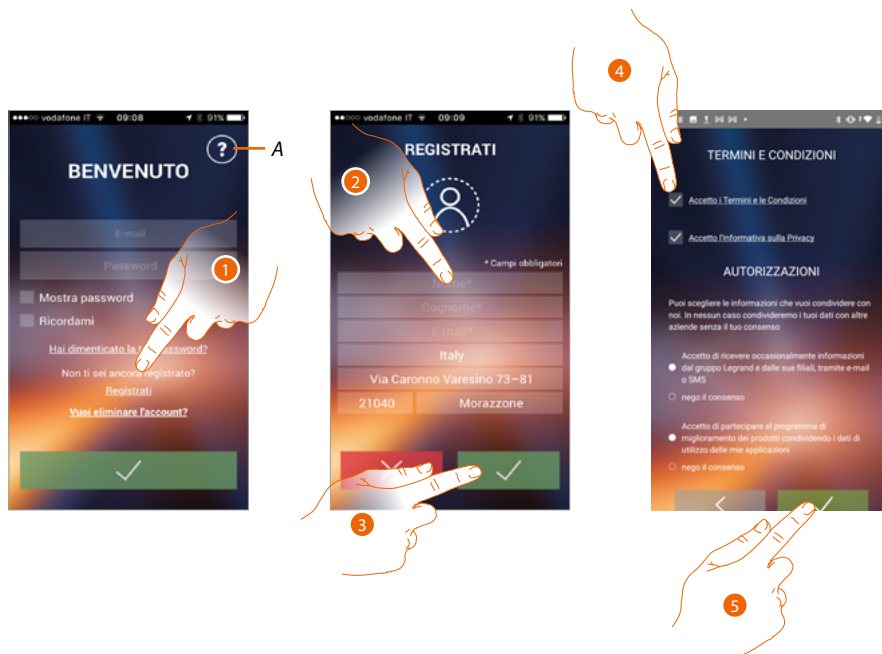 ●●●○○ vodafone IT 09:08 91%
?
A
BENVENUTO
E-mail
Password
1
Mostra password
Ricordami
Hai dimenticato la password?
Non ti sei ancora registrato?
Registrati
Vuoi eliminare l'account?
●●○○○ vodafone IT 09:09 91%
REGISTRATI
2
* Campi obbligatori
Nome*
Cognome*
E-mail*
Italy
Via Caronno Varesino 73–81
21040 Morazzone
3
4
TERMINI E CONDIZIONI
Accetto i Termini e le Condizioni
Accetto l'Informativa sulla Privacy
AUTORIZZAZIONI
Puoi scegliere le informazioni che vuoi condividere con
noi. In nessun caso condivideremo i tuoi dati con altre
aziende senza il tuo consenso
Accetto di ricevere occasionalmente informazioni
dal gruppo Legrand e dalle sue filiali, tramite e-mail
o SMS
nego il consenso
Accetto di partecipare al programma di
miglioramento dei prodotti condividendo i dati di
utilizzo delle mie applicazioni
nego il consenso
5